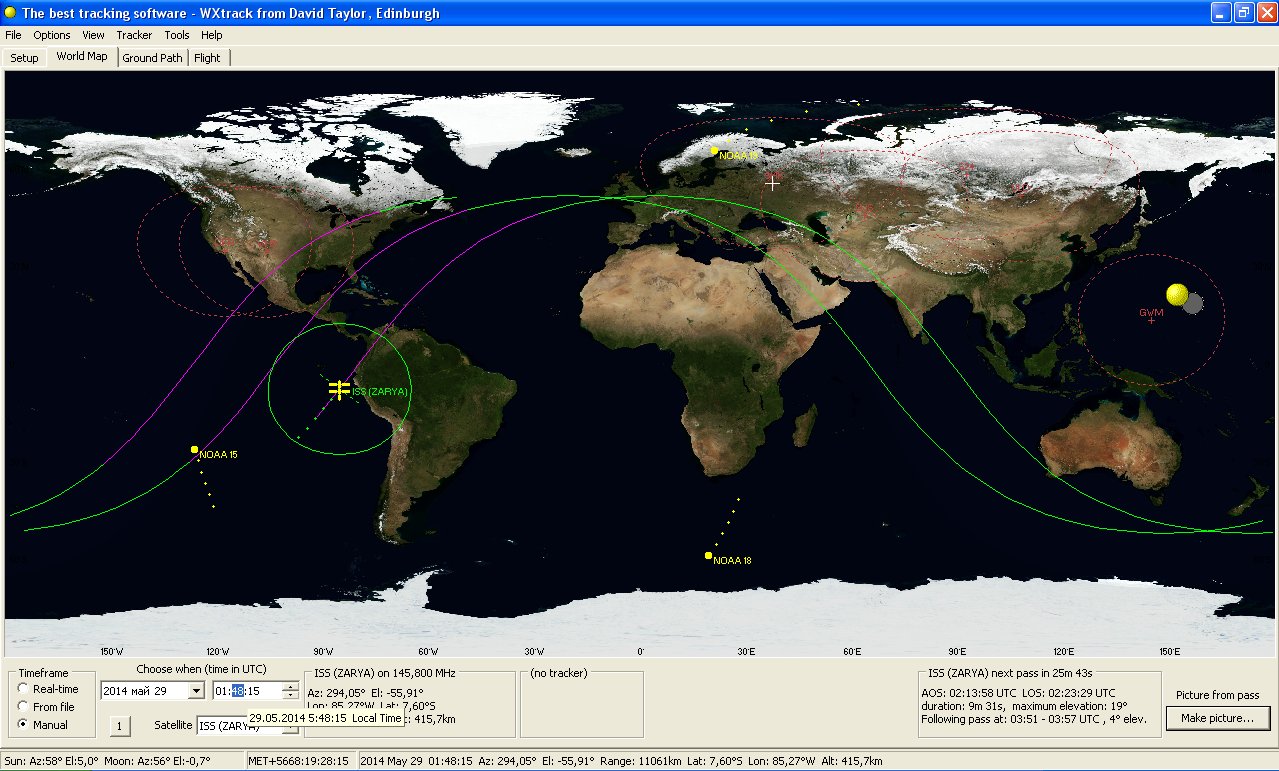 The best tracking software - WXtrack from David Taylor, Edinburgh
File Options View Tracker Tools Help
Setup World Map Ground Path Flight
NOAA 19
GWM
ISS (ZARYA)
NOAA 15
NOAA 18
150°W 120°W 90°W 60°W 30°W 0° 30°E 60°E 90°E 120°E 150°E
Timeframe
Real-time
From file
Manual
Choose when (time in UTC)
2014 май 29 01:48:15
1 Satellite ISS (ZARYA)
29.05.2014 5:48:15 Local Time
ISS (ZARYA) on 145,800 MHz
Az: 294,05° El: -55,91°
Lon: 85,27°W Lat: 7,60°S
415,7km
(no tracker)
ISS (ZARYA) next pass in 25m 43s
AOS: 02:13:58 UTC LOS: 02:23:29 UTC
duration: 9m 31s, maximum elevation: 19°
Following pass at: 03:51 - 03:57 UTC , 4° elev.
Picture from pass
Make picture...
Sun: Az:58° El:5,0° Moon: Az:56° El:-0,7° MET+5668:19:28:15 2014 May 29 01:48:15 Az: 294,05° El: -55,91° Range: 11061km Lat: 7,60°S Lon: 85,27°W Alt: 415,7km